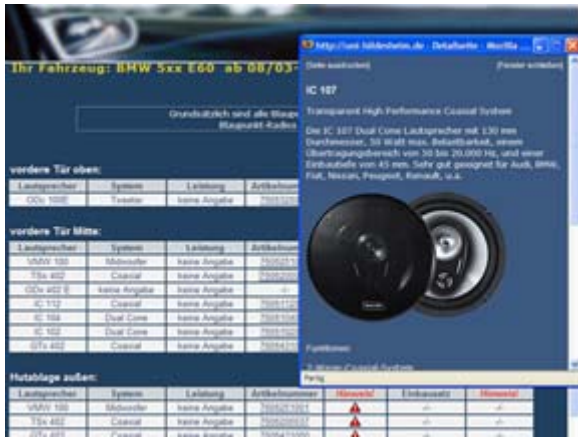 Ihr Fahrzeug: BMW 5xx E60 ab 08/03-
Grundsätzlich sind alle
vordere Tür oben:
Lautsprecher System Leistung Artikelnummer
Tweeter keine Angabe
vordere Tür Mitte:
Lautsprecher System Leistung
VMW 100 Midwoofer keine Angabe
TSx 402 Coaxial keine Angabe
ODx 402 E keine Angabe keine Angabe -/-
IC 112 Coaxial keine Angabe
IC 104 Dual Cone keine Angabe
IC 102 Dual Cone keine Angabe
GTx 402 Coaxial keine Angabe
Hutablage außen:
Lautsprecher System Leistung Artikelnummer Hinweis! Einbausatz Hinweis!
VMW 100 Midwoofer keine Angabe -/- -/-
TSx 402 Coaxial keine Angabe -/- -/-
GTx 402 Coaxial keine Angabe -/- -/-
http://uni-hildesheim.de - Detailseite - Mozilla ...
[Seite ausdrucken] [Fenster schließen]
IC 107
Transparent High Performance Coaxial System
Die IC 107 Dual Cone Lautsprecher mit 130 mm
Durchmesser, 50 Watt max. Belastbarkeit, einem
Übertragungsbereich von 50 bis 20.000 Hz, und einer
Einbautiefe von 45 mm. Sehr gut geeignet für Audi, BMW,
Fiat, Nissan, Peugeot, Renault, u.a.
Funktionen:
Coaxial-System
Fertig